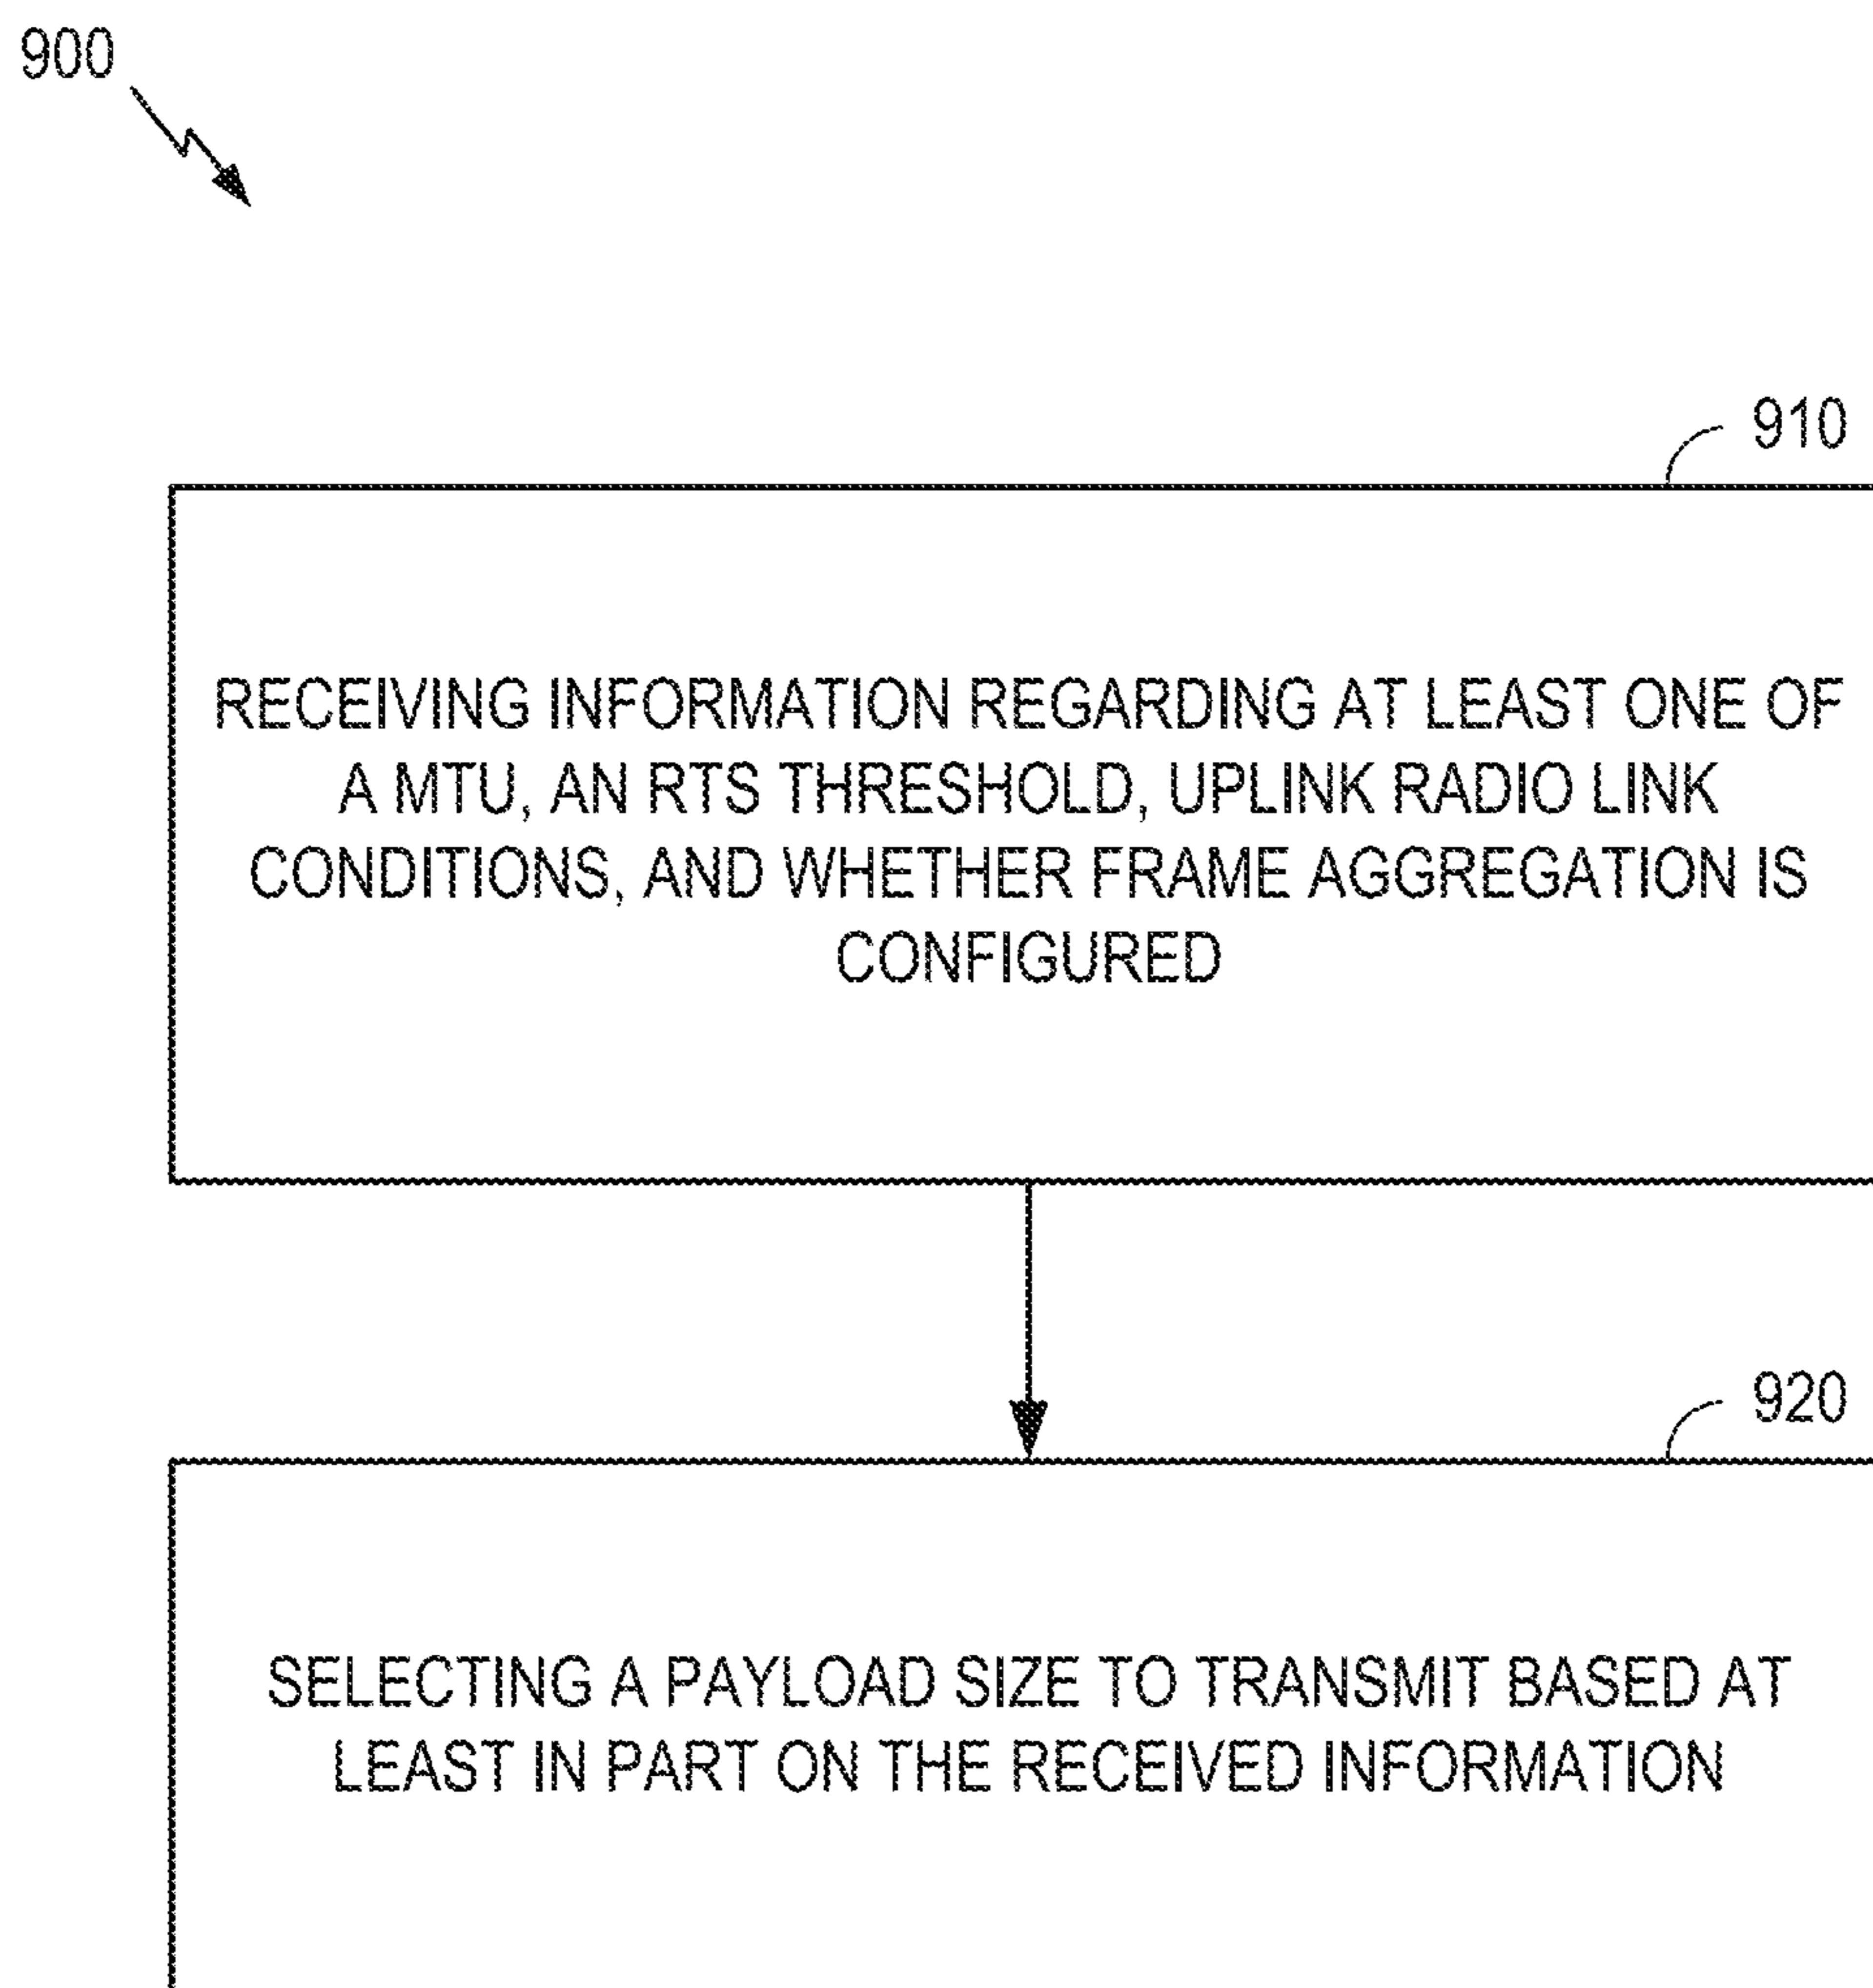 900
910
RECEIVING INFORMATION REGARDING AT LEAST ONE OF
A MTU, AN RTS THRESHOLD, UPLINK RADIO LINK
CONDITIONS, AND WHETHER FRAME AGGREGATION IS
CONFIGURED
920
SELECTING A PAYLOAD SIZE TO TRANSMIT BASED AT
LEAST IN PART ON THE RECEIVED INFORMATION